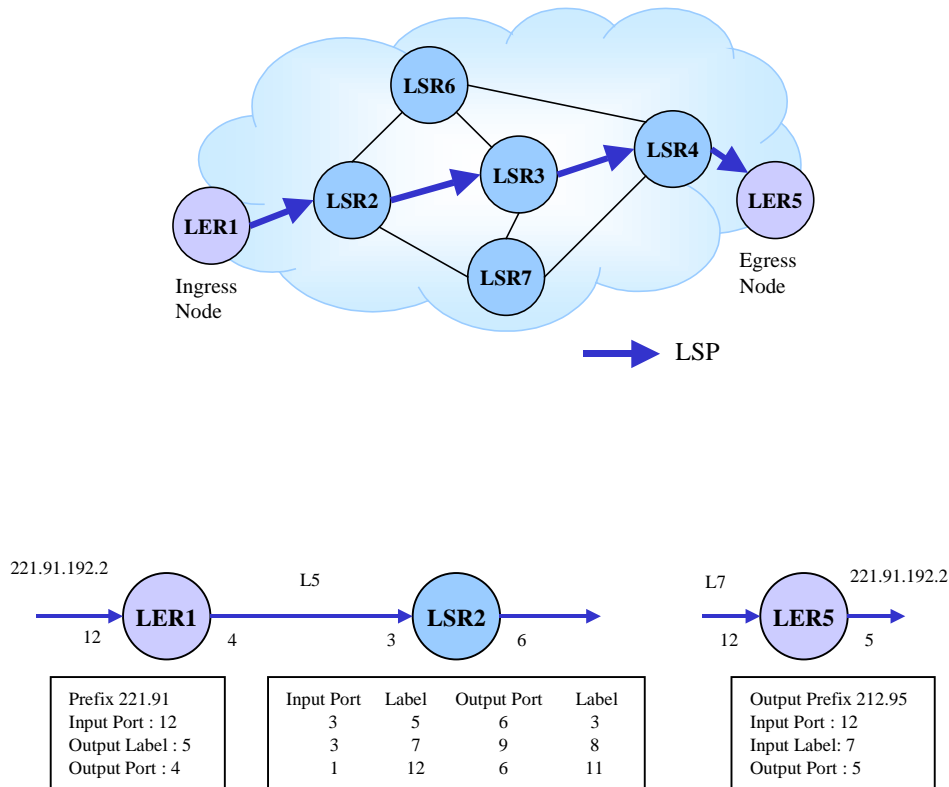 LSR6
LSR4
LSR3
LSR2
LER5
LER1
LSR7
Ingress
Node
Egress
Node
LSP
221.91.192.2
L5
L7
221.91.192.2
LER1
LSR2
LER5
12
4
3
6
12
5
Prefix 221.91
Input Port : 12
Output Label : 5
Output Port : 4
Input Port Label Output Port Label
3 5 6 3
3 7 9 8
1 12 6 11
Output Prefix 212.95
Input Port : 12
Input Label: 7
Output Port : 5